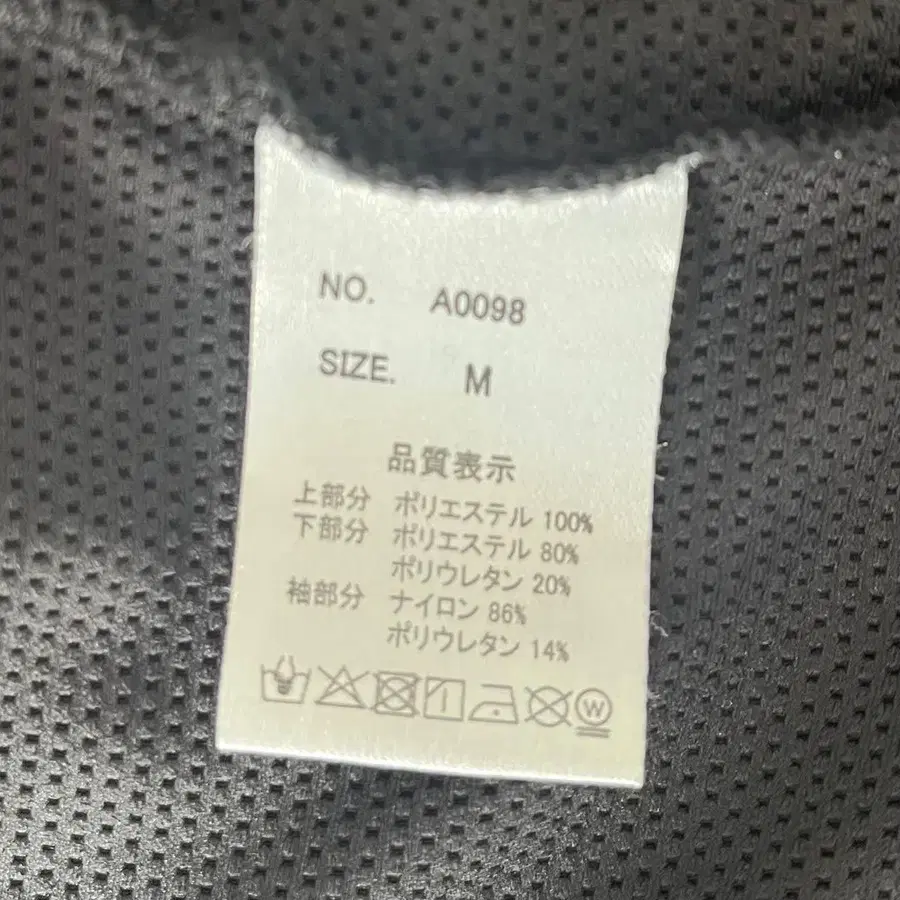 NO. A0098
SIZE. M
品質表示
上部分 ポリエステル 100%
下部分 ポリエステル 80%
ポリウレタン 20%
袖部分 ナイロン 86%
ポリウレタン 14%
W